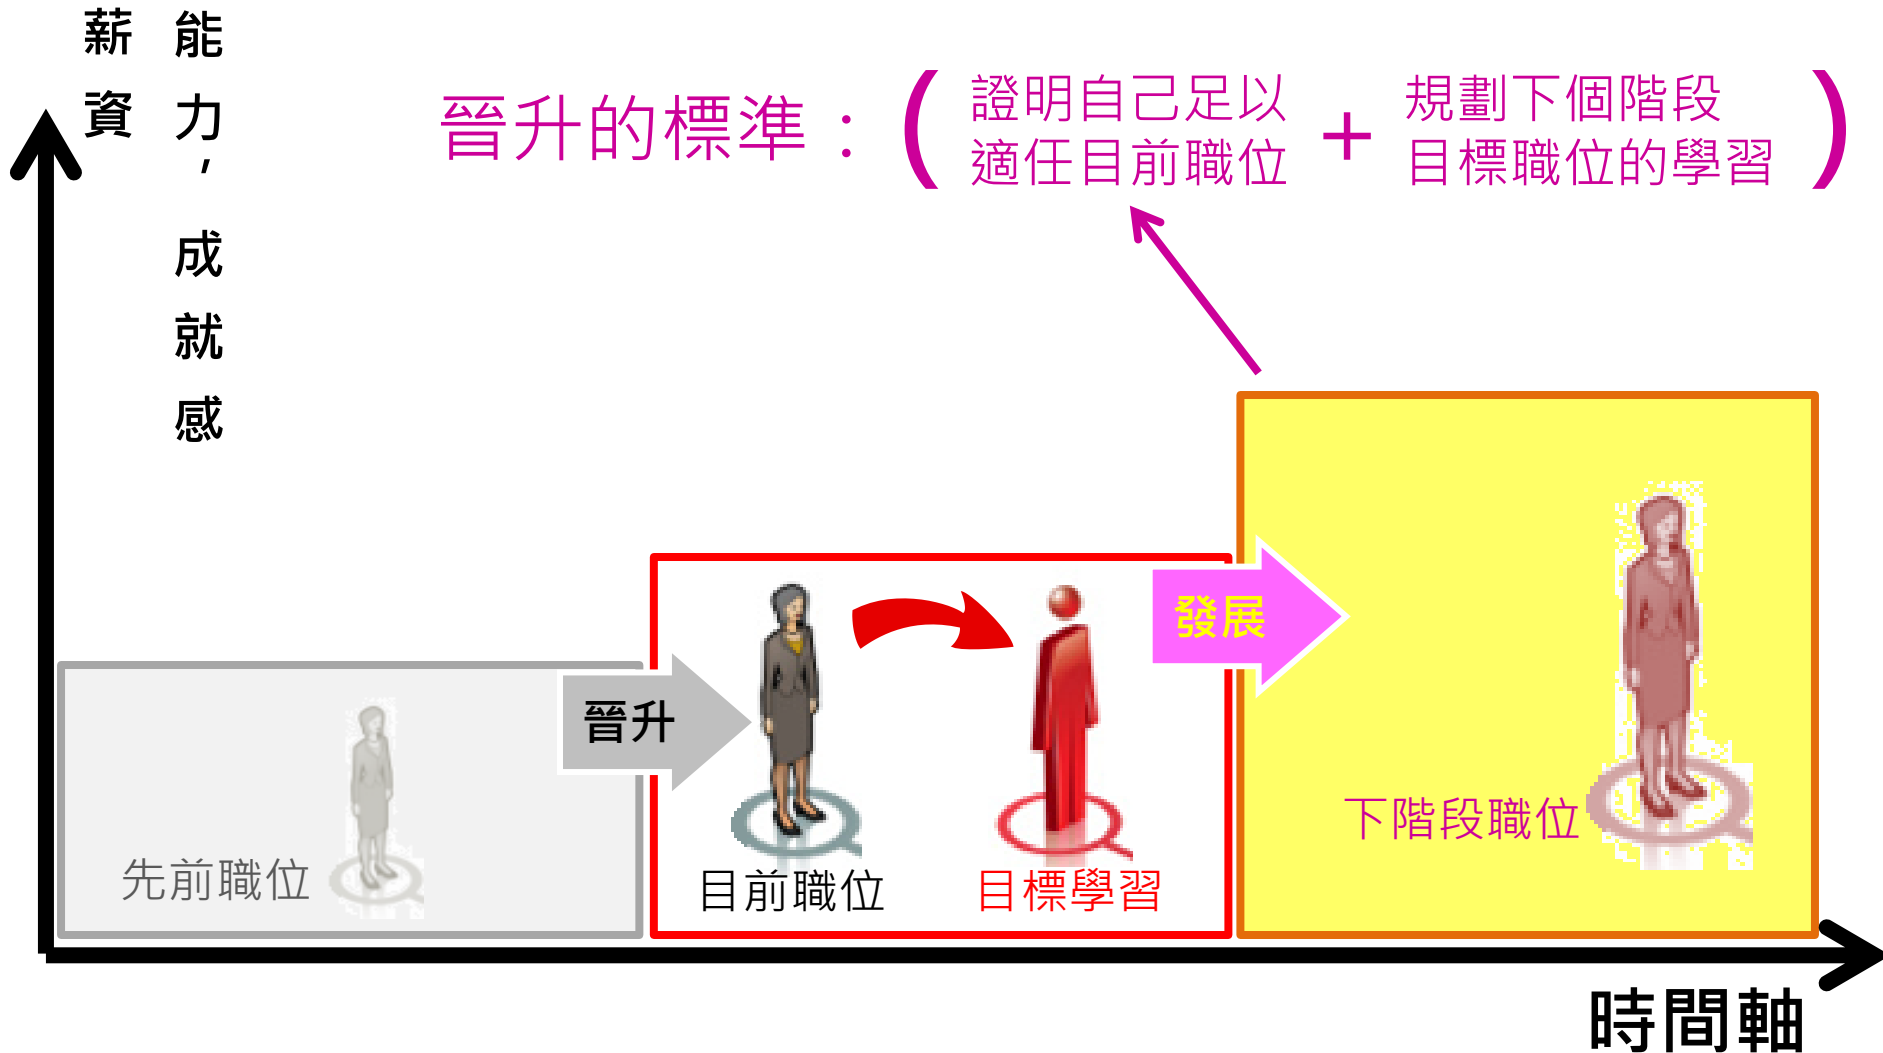 能力，成就感
薪資
晉升的標準：
( 證明自己足以
適任目前職位
+
規劃下個階段
目標職位的學習 )
發展
晉升
下階段職位
先前職位
目前職位
目標學習
時間軸